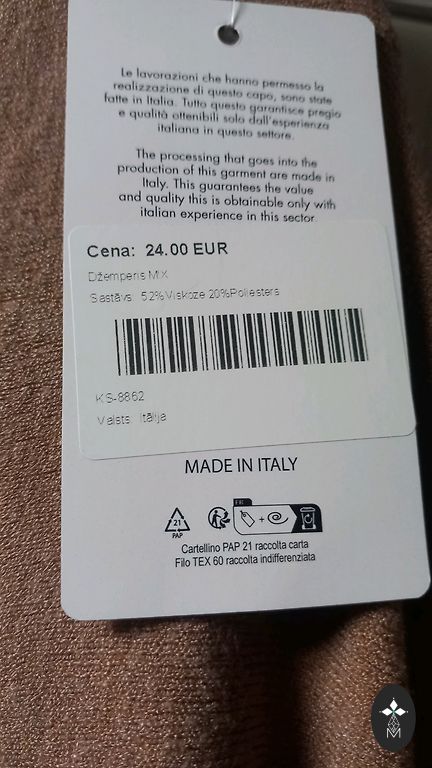 Le lavorazioni che hanno permesso la
realizzazione di questo capo, sono state
fatte in Italia. Tutto questo garantisce pregio
e qualità ottenibili solo dall'esperienza
italiana in questo settore.
The processing that goes into the
production of this garment are made in
Italy. This guarantees the value
and quality this is obtainable only with
italian experience in this sector.
Cena: 24.00 EUR
Džemperis MIX
Sastāvs: 52%Viskoze 20%Poliesters
KS-8862
Valsts: Itālija
MADE IN ITALY
21
PAP
FR
Cartellino PAP 21 raccolta carta
Filo TEX 60 raccolta indifferenziata
M